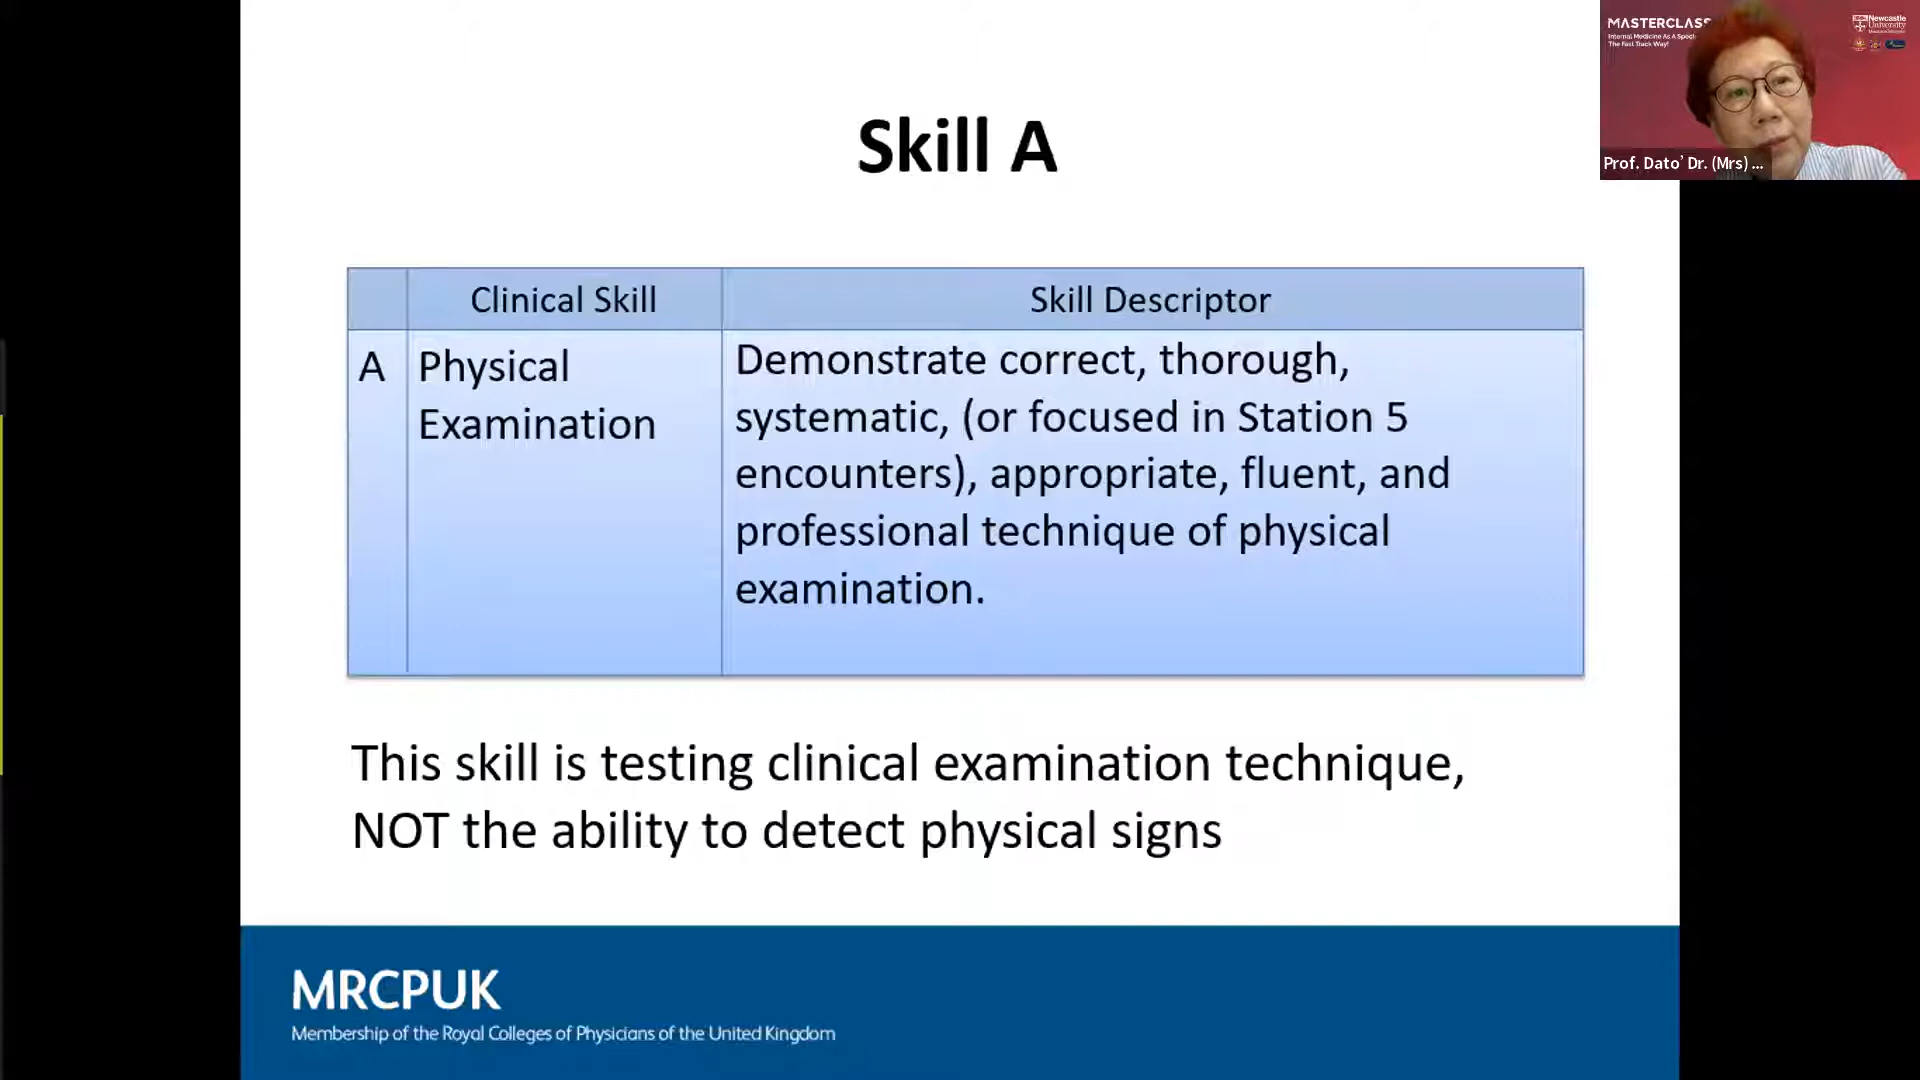 Skill A
Clinical Skill
Skill Descriptor
A
Physical
Examination
Demonstrate correct, thorough,
systematic, (or focused in Station 5
encounters), appropriate, fluent, and
professional technique of physical
examination.
This skill is testing clinical examination technique,
NOT the ability to detect physical signs
MRCPUK
Membership of the Royal Colleges of Physicians of the United Kingdom
MASTERCLASS
Internal Medicine As A
The Fast Track Way!
Newcastle
University
Prof. Dato’ Dr. (Mrs) ...